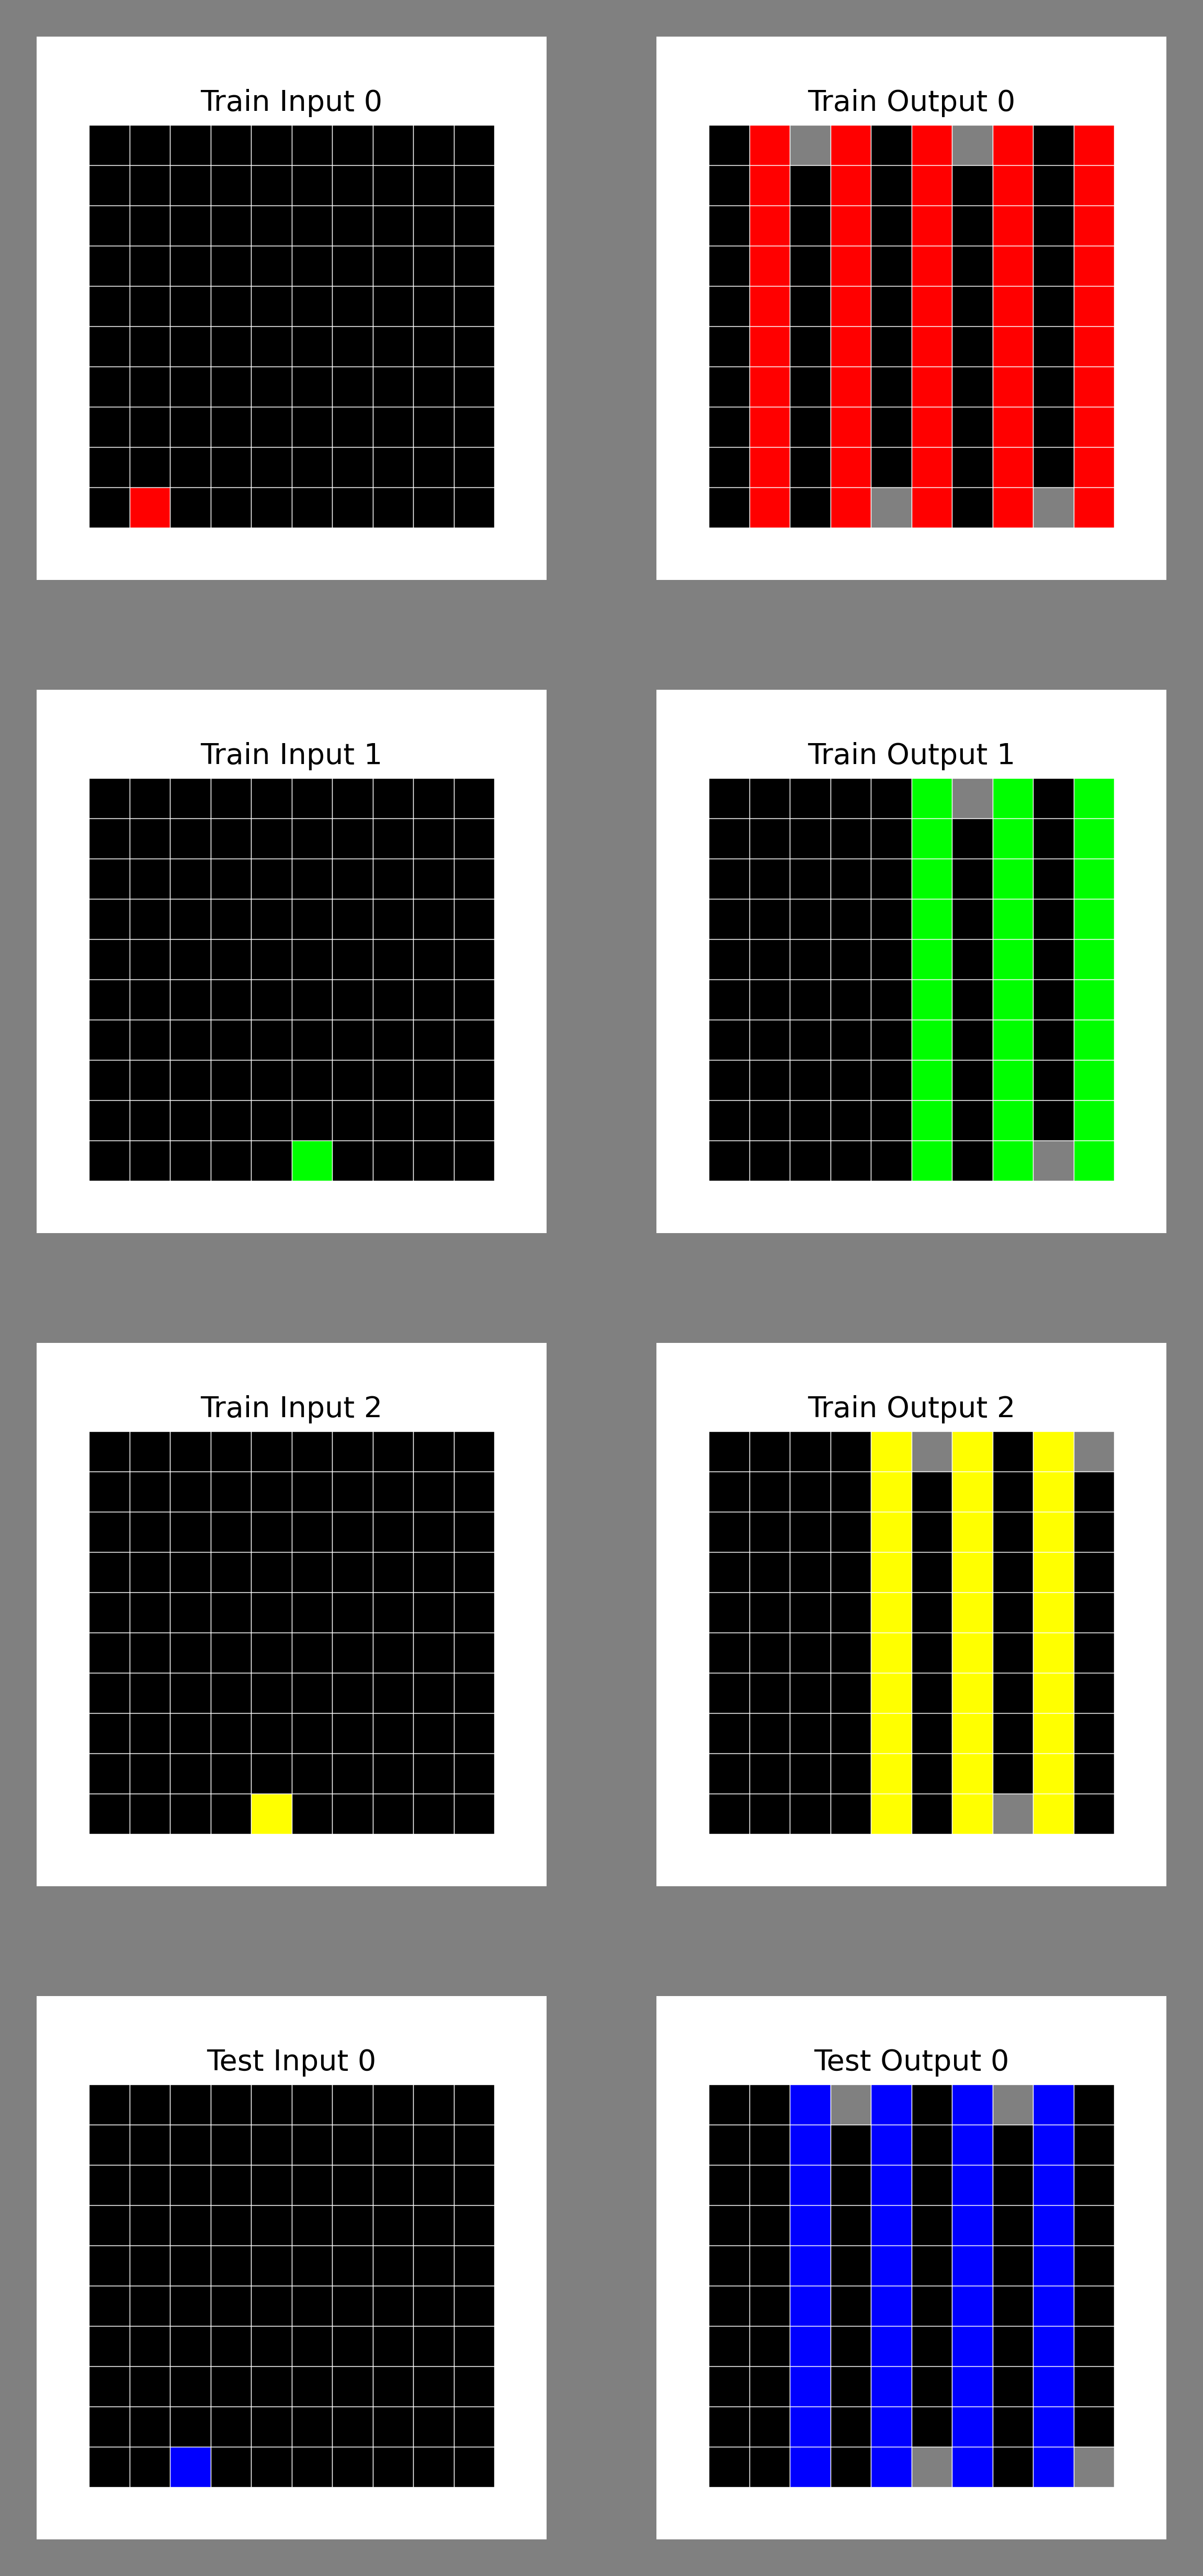 Train Input 0
Train Output 0
Train Input 1
Train Output 1
Train Input 2
Train Output 2
Test Input 0
Test Output 0